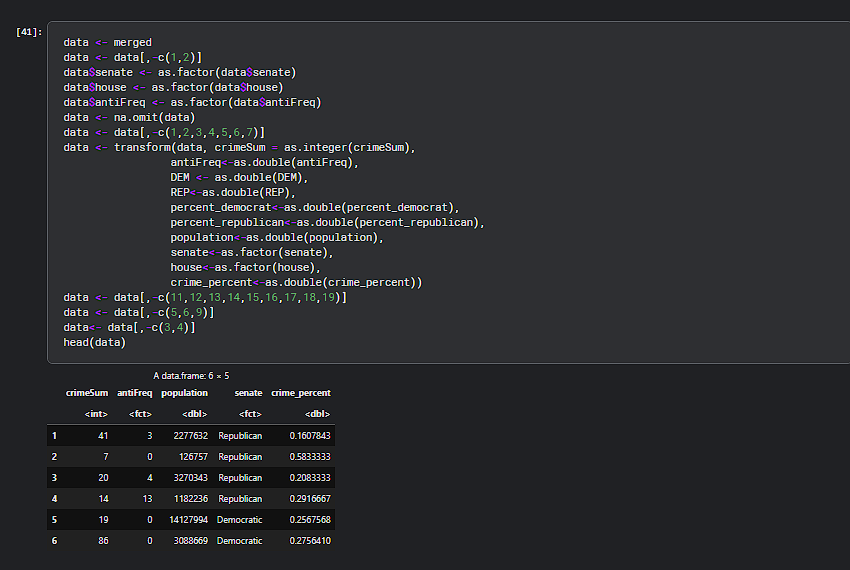 [41]:
data <- merged
data <- data[,-c(1,2)]
data$senate <- as.factor(data$senate)
data$house <- as.factor(data$house)
data$antiFreq <- as.factor(data$antiFreq)
data <- na.omit(data)
data <- data[,-c(1,2,3,4,5,6,7)]
data <- transform(data, crimeSum = as.integer(crimeSum),
antiFreq<-as.double(antiFreq),
DEM <- as.double(DEM),
REP<-as.double(REP),
percent_democrat<-as.double(percent_democrat),
percent_republican<-as.double(percent_republican),
population<-as.double(population),
senate<-as.factor(senate),
house<-as.factor(house),
crime_percent<-as.double(crime_percent))
data <- data[,-c(11,12,13,14,15,16,17,18,19)]
data <- data[,-c(5,6,9)]
data<- data[,-c(3,4)]
head(data)
A data.frame: 6 × 5
crimeSum antiFreq population senate crime_percent
<int> <fct> <dbl> <fct> <dbl>
1 41 3 2277632 Republican 0.1607843
2 7 0 126757 Republican 0.5833333
3 20 4 3270343 Republican 0.2083333
4 14 13 1182236 Republican 0.2916667
5 19 0 14127994 Democratic 0.2567568
6 86 0 3088669 Democratic 0.2756410